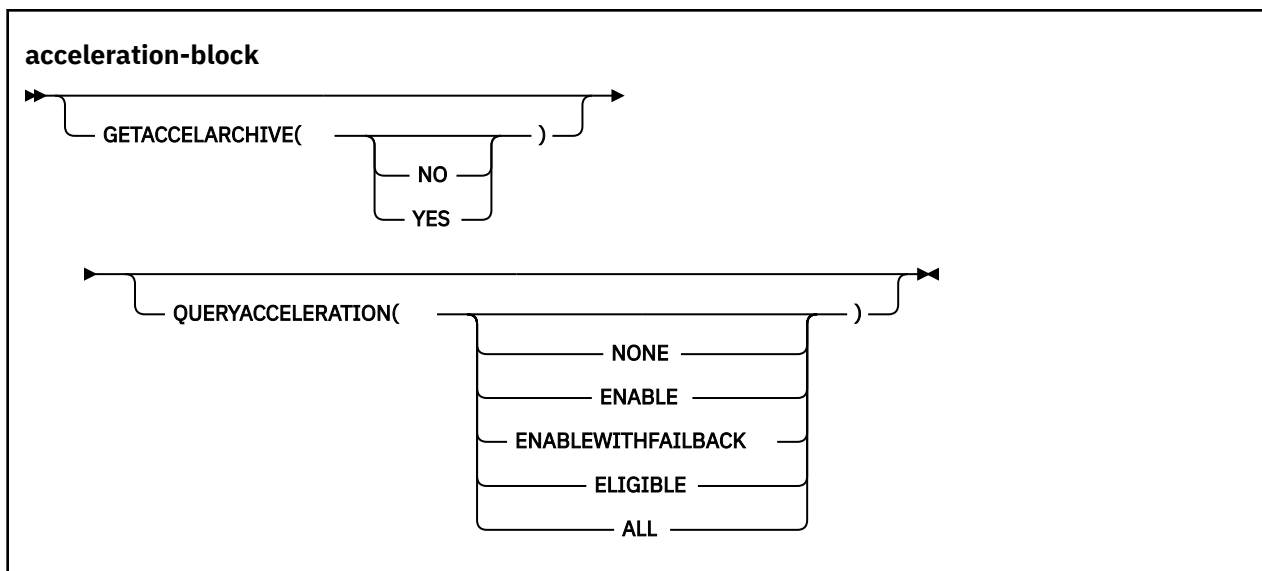 acceleration-block
GETACCELARCHIVE( )
NO
YES
QUERYACCELERATION( )
NONE
ENABLE
ENABLEWITHFAILBACK
ELIGIBLE
ALL